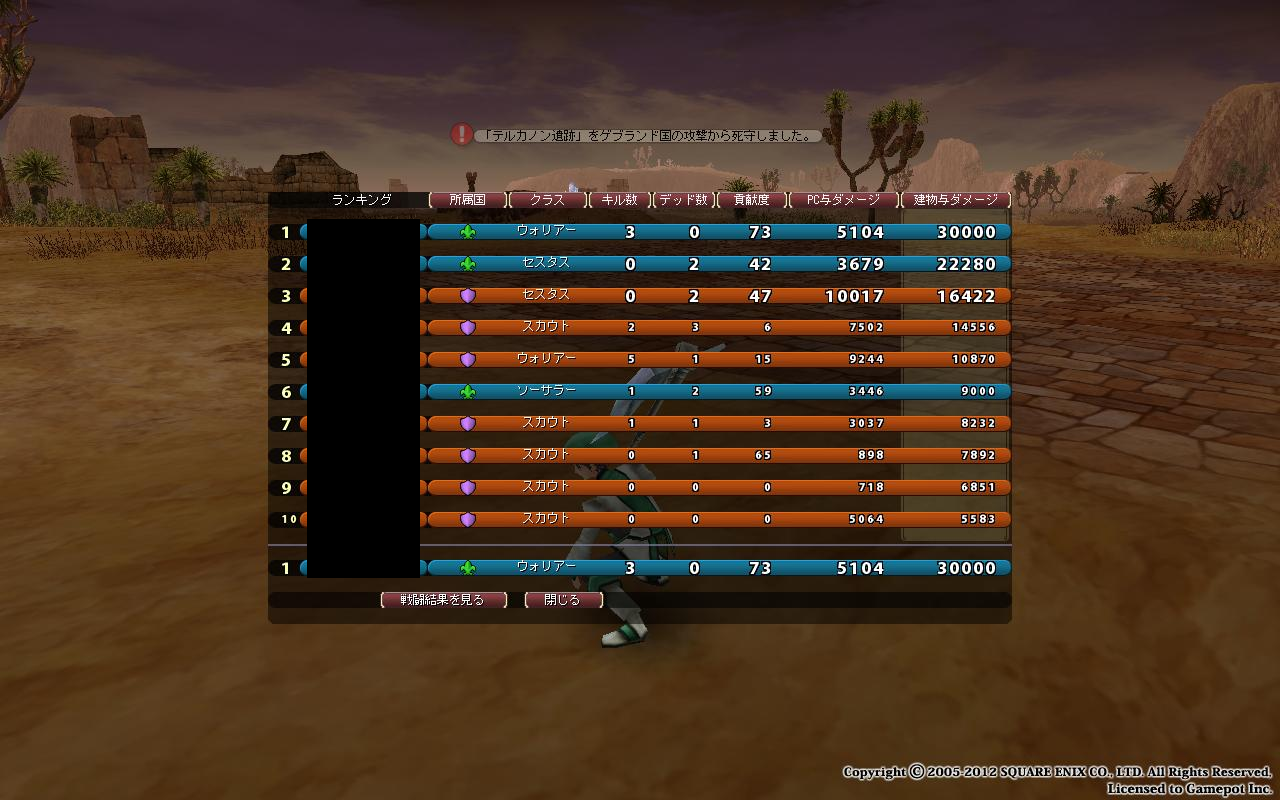 「テルカノン遺跡」をゲブランド国の攻撃から死守しました。
ランキング 所属国 クラス キル数 デッド数 貢献度 PC与ダメージ 建物与ダメージ
1 ウォリアー 3 0 73 5104 30000
2 セスタス 0 2 42 3679 22280
3 セスタス 0 2 47 10017 16422
4 スカウト 2 3 6 7502 14556
5 ウォリアー 5 1 15 9244 10870
6 ソーサラー 1 2 59 3446 9000
7 スカウト 1 1 3 3037 8232
8 スカウト 0 1 65 898 7892
9 スカウト 0 0 0 718 6851
10 スカウト 0 0 0 5064 5583
1 ウォリアー 3 0 73 5104 30000
戦闘結果を見る 閉じる
Copyright © 2005-2012 SQUARE ENIX CO., LTD. All Rights Reserved.
Licensed to Gamepot Inc.